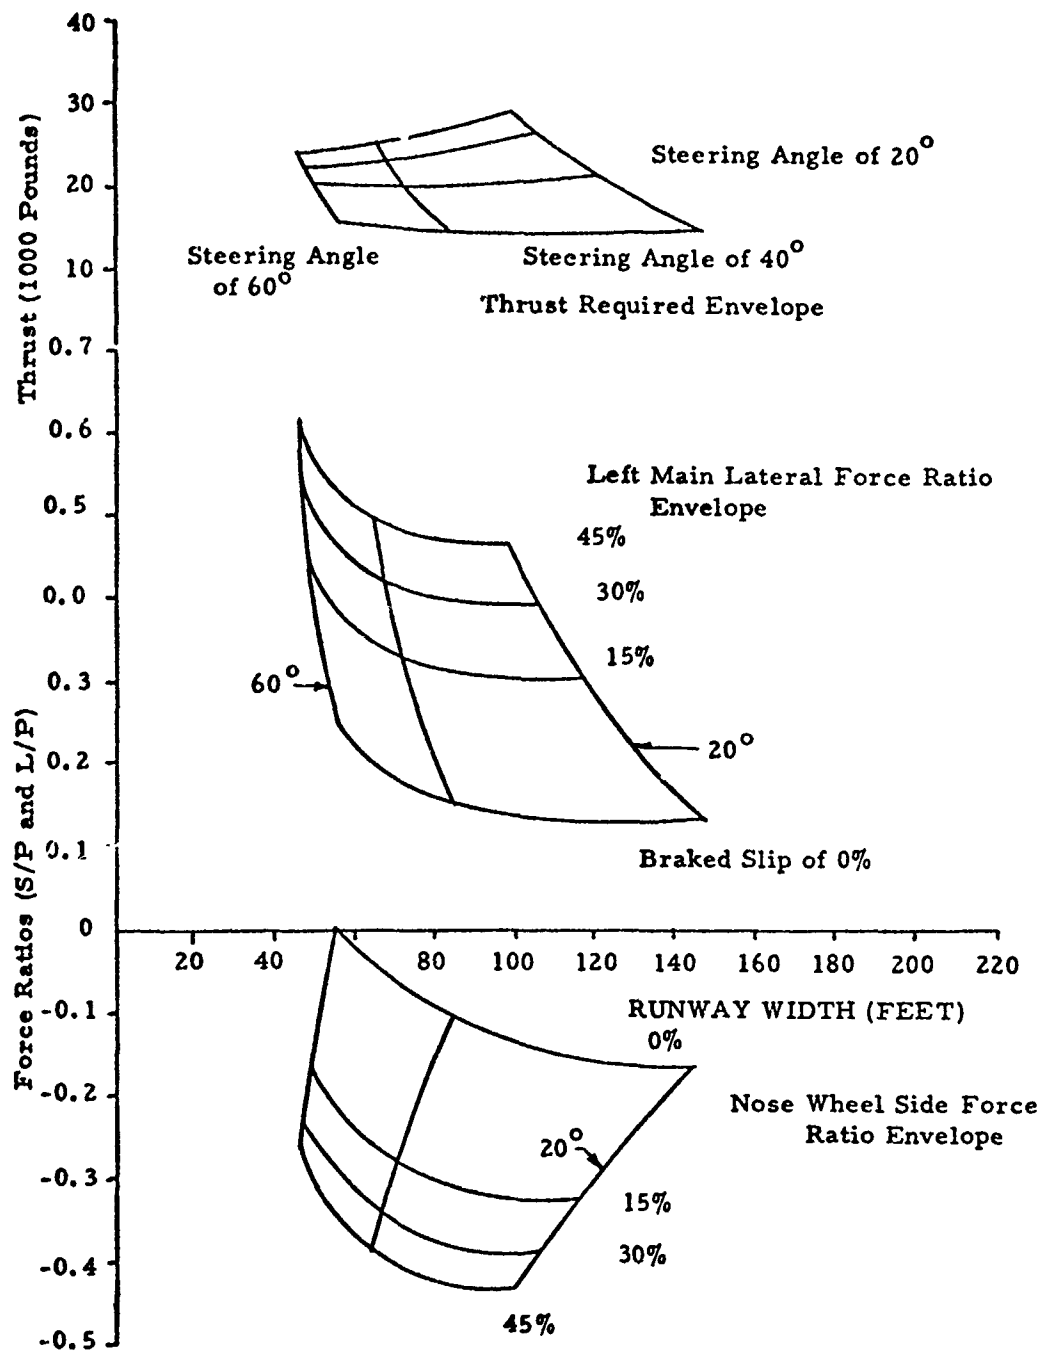 40
30
20
10
Thrust (1000 Pounds)
Steering Angle of 20°
Steering Angle
of 60°
Steering Angle of 40°
Thrust Required Envelope
0.7
0.6
0.5
0.0
0.3
0.2
0.1
0
-0.1
-0.2
-0.3
-0.4
-0.5
Force Ratios (S/P and L/P)
Left Main Lateral Force Ratio
Envelope
45%
30%
15%
60°
20°
Braked Slip of 0%
20 40 80 100 120 140 160 180 200 220
RUNWAY WIDTH (FEET)
0%
Nose Wheel Side Force
Ratio Envelope
20°
15%
30%
45%